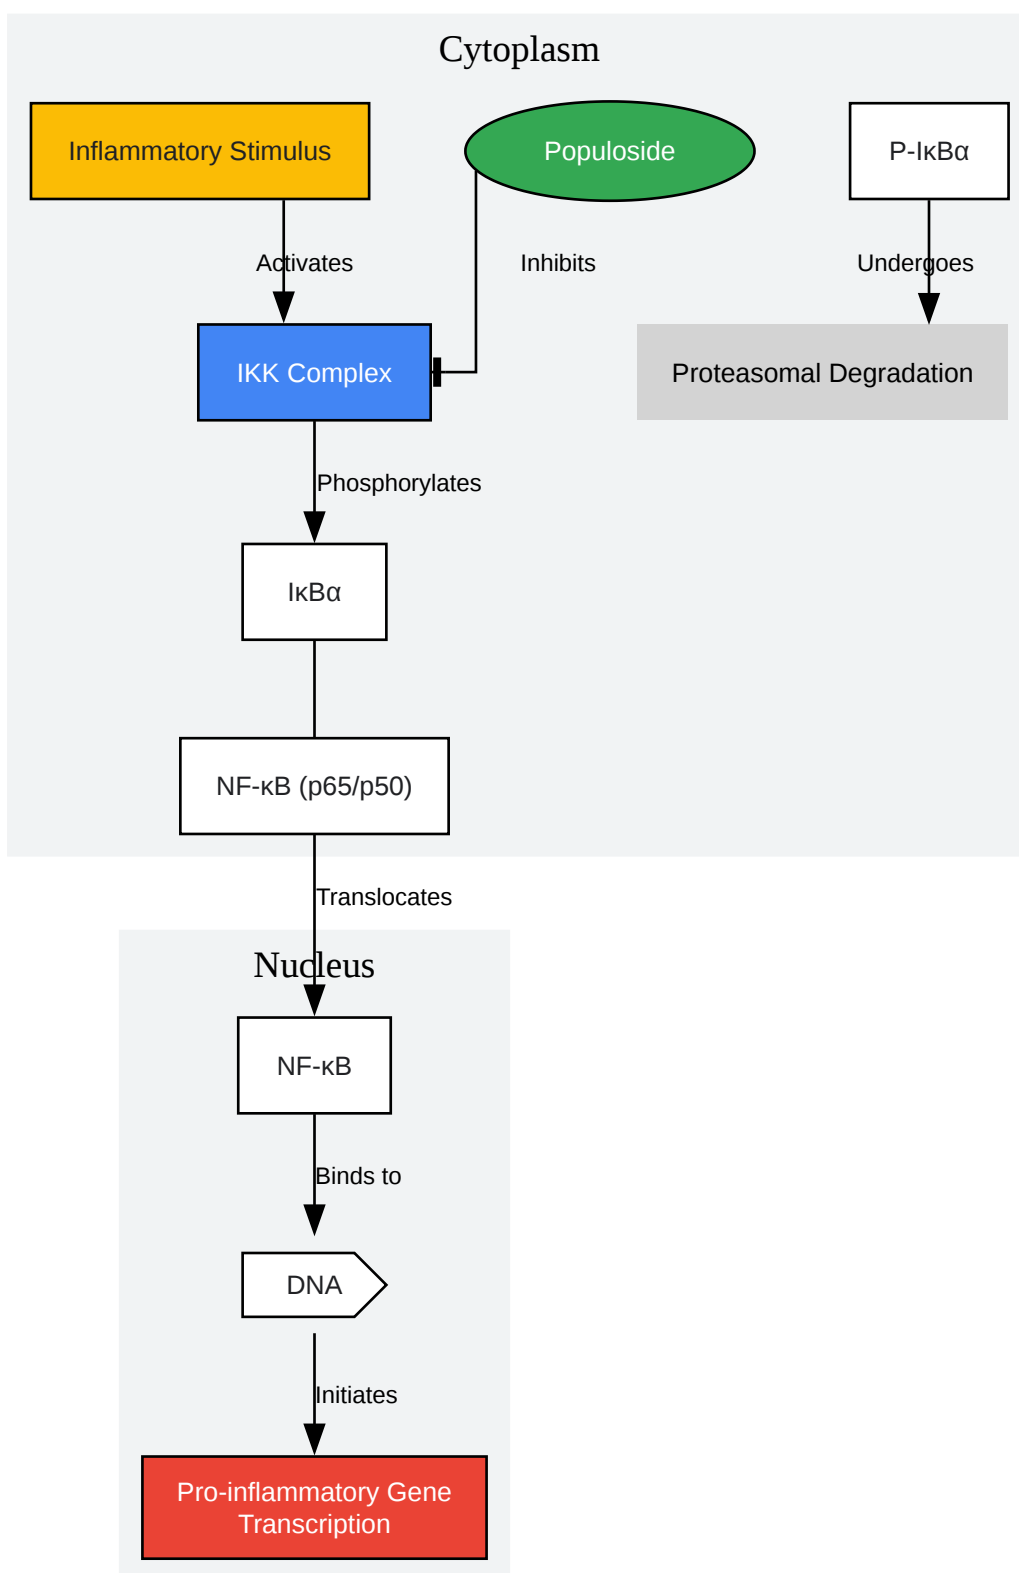 Cytoplasm
Inflammatory Stimulus
Populoside
P-IκBα
Activates
Inhibits
Undergoes
IKK Complex
Proteasomal Degradation
Phosphorylates
IκBα
NF-κB (p65/p50)
Translocates
Nucleus
NF-κB
Binds to
DNA
Initiates
Pro-inflammatory Gene
Transcription